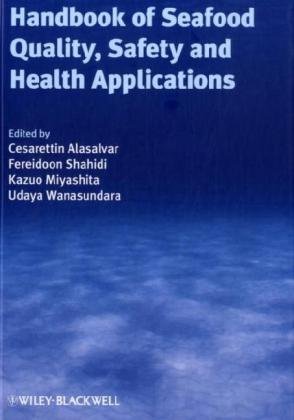 Handbook of Seafood
Quality, Safety and
Health Applications
Edited by
Cesarettin Alasalvar
Fereidoon Shahidi
Kazuo Miyashita
Udaya Wanasundara
WILEY-BLACKWELL